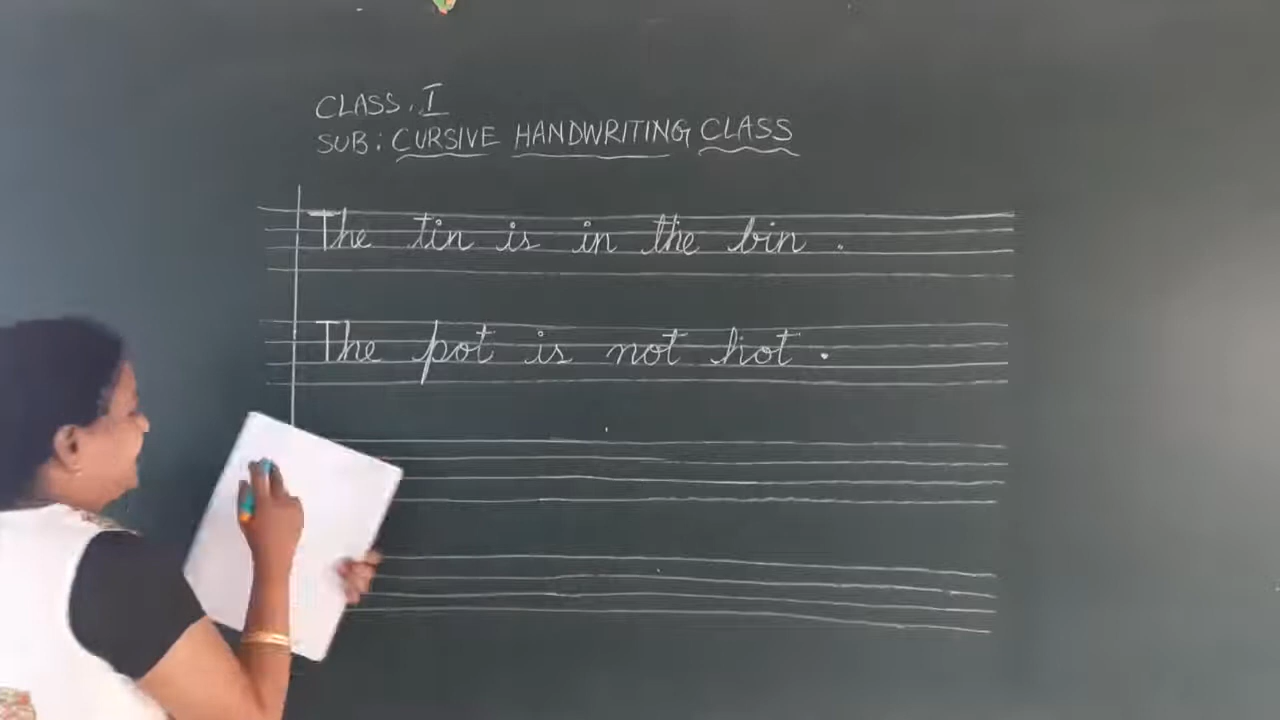 CLASS. I
SUB: CURSIVE HANDWRITING CLASS
The tin is in the bin .
The pot is not hot .